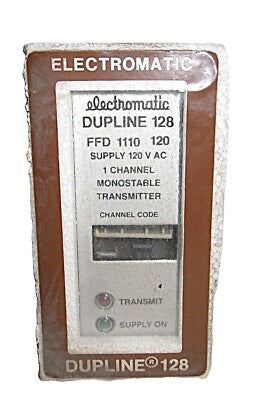 ELECTROMATIC
electromatic
DUPLINE 128
FFD 1110 120
SUPPLY 120 V AC
1 CHANNEL
MONOSTABLE
TRANSMITTER
CHANNEL CODE
TRANSMIT
SUPPLY ON
DUPLINE® 128